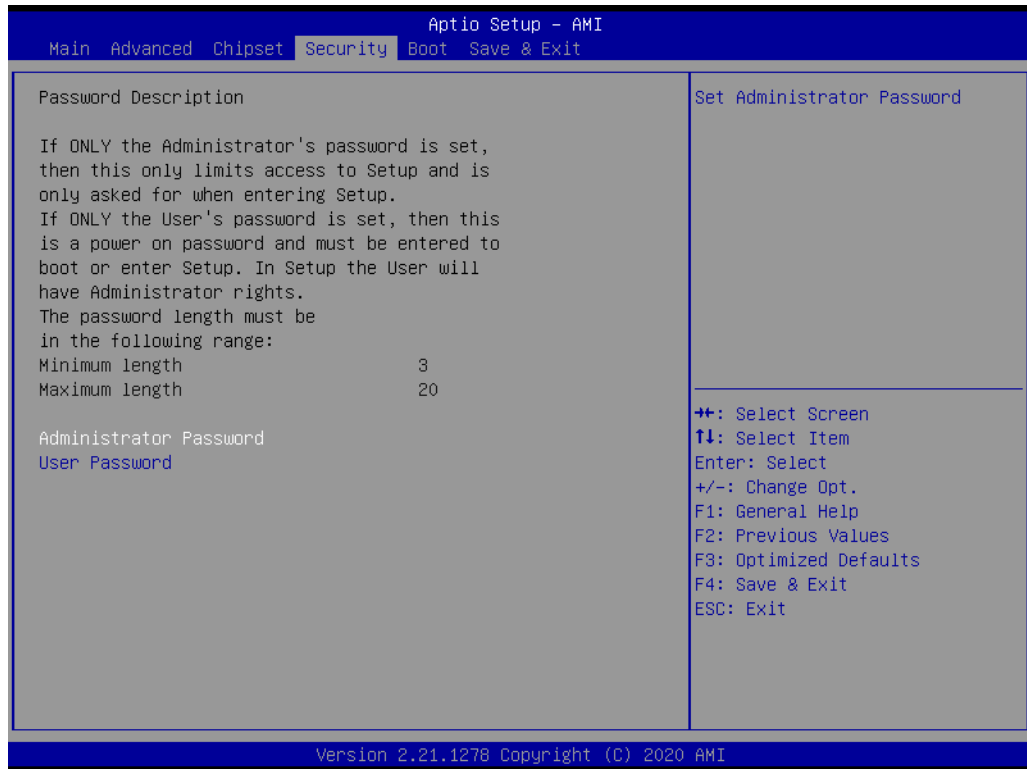 Aptio Setup – AMI
Main Advanced Chipset Security Boot Save & Exit
Password Description
If ONLY the Administrator's password is set,
then this only limits access to Setup and is
only asked for when entering Setup.
If ONLY the User's password is set, then this
is a power on password and must be entered to
boot or enter Setup. In Setup the User will
have Administrator rights.
The password length must be
in the following range:
Minimum length 3
Maximum length 20
Administrator Password
User Password
Set Administrator Password
→←: Select Screen
↑↓: Select Item
Enter: Select
+/-: Change Opt.
F1: General Help
F2: Previous Values
F3: Optimized Defaults
F4: Save & Exit
ESC: Exit
Version 2.21.1278 Copyright (C) 2020 AMI